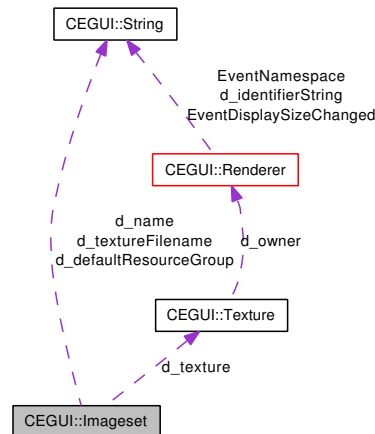 CEGUI::String
EventNamespace
d_identifierString
EventDisplaySizeChanged
CEGUI::Renderer
d_name
d_textureFilename
d_defaultResourceGroup
d_owner
CEGUI::Texture
d_texture
CEGUI::Imageset